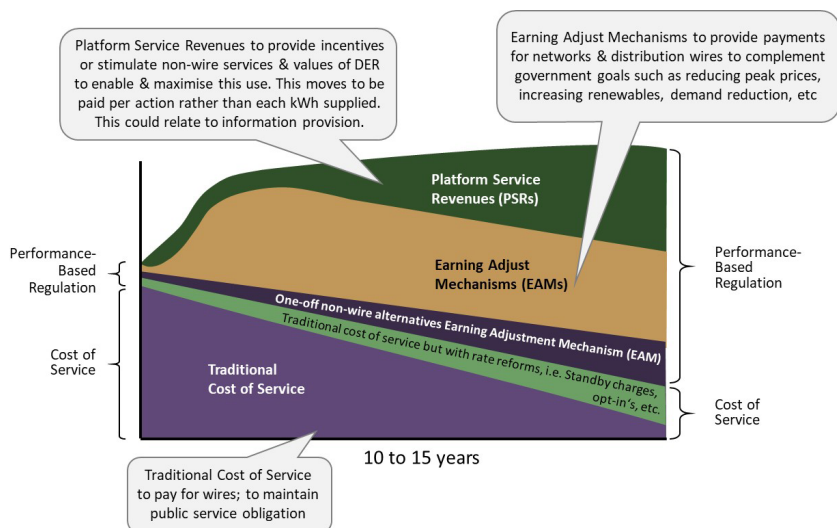 Platform Service Revenues to provide incentives
or stimulate non-wire services & values of DER
to enable & maximise this use. This moves to be
paid per action rather than each kWh supplied.
This could relate to information provision.
Earning Adjust Mechanisms to provide payments
for networks & distribution wires to complement
government goals such as reducing peak prices,
increasing renewables, demand reduction, etc
Platform Service
Revenues (PSRs)
Performance-
Based
Regulation
Earning Adjust
Mechanisms (EAMs)
Performance-
Based
Regulation
One-off non-wire alternatives Earning Adjustment Mechanism (EAM)
Traditional cost of service but with rate reforms, i.e. Standby charges,
opt-in's, etc.
Cost of
Service
Traditional
Cost of Service
Cost of
Service
10 to 15 years
Traditional Cost of Service
to pay for wires; to maintain
public service obligation